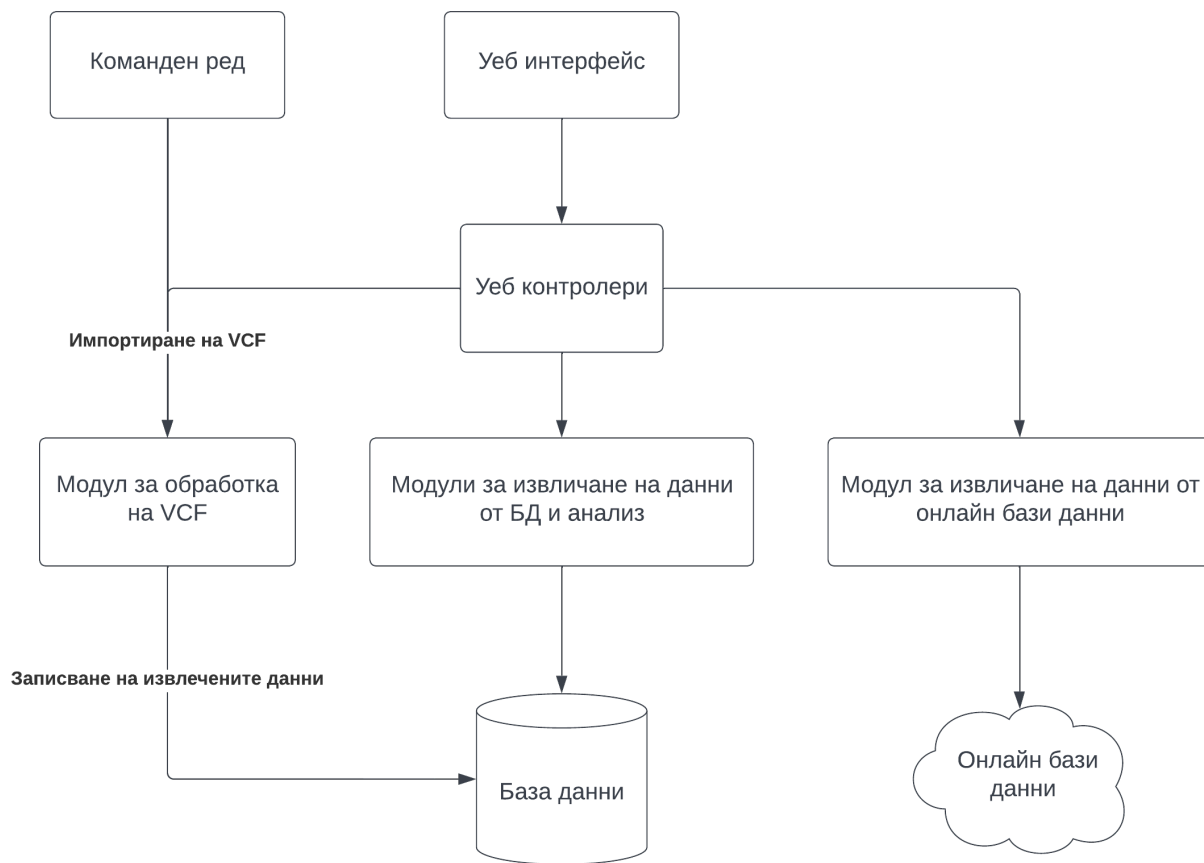 Команден ред
Уеб интерфейс
Уеб контролери
Импортиране на VCF
Модул за обработка
на VCF
Модули за извличане на данни
от БД и анализ
Модул за извличане на данни от
онлайн бази данни
Записване на извлечените данни
База данни
Онлайн бази
данни